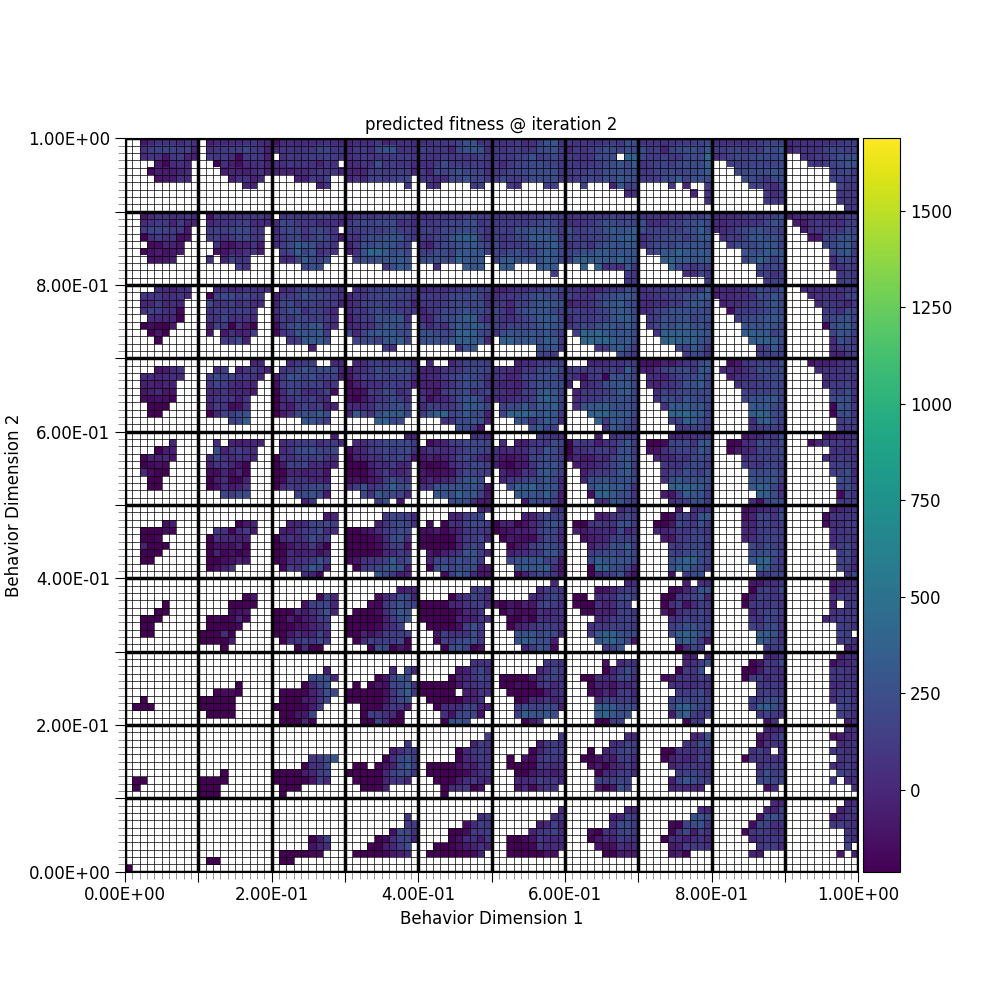 predicted fitness @ iteration 2
1.00E+00
8.00E-01
6.00E-01
4.00E-01
2.00E-01
0.00E+00
Behavior Dimension 2
0.00E+00 2.00E-01 4.00E-01 6.00E-01 8.00E-01 1.00E+00
Behavior Dimension 1
1500
1250
1000
750
500
250
0